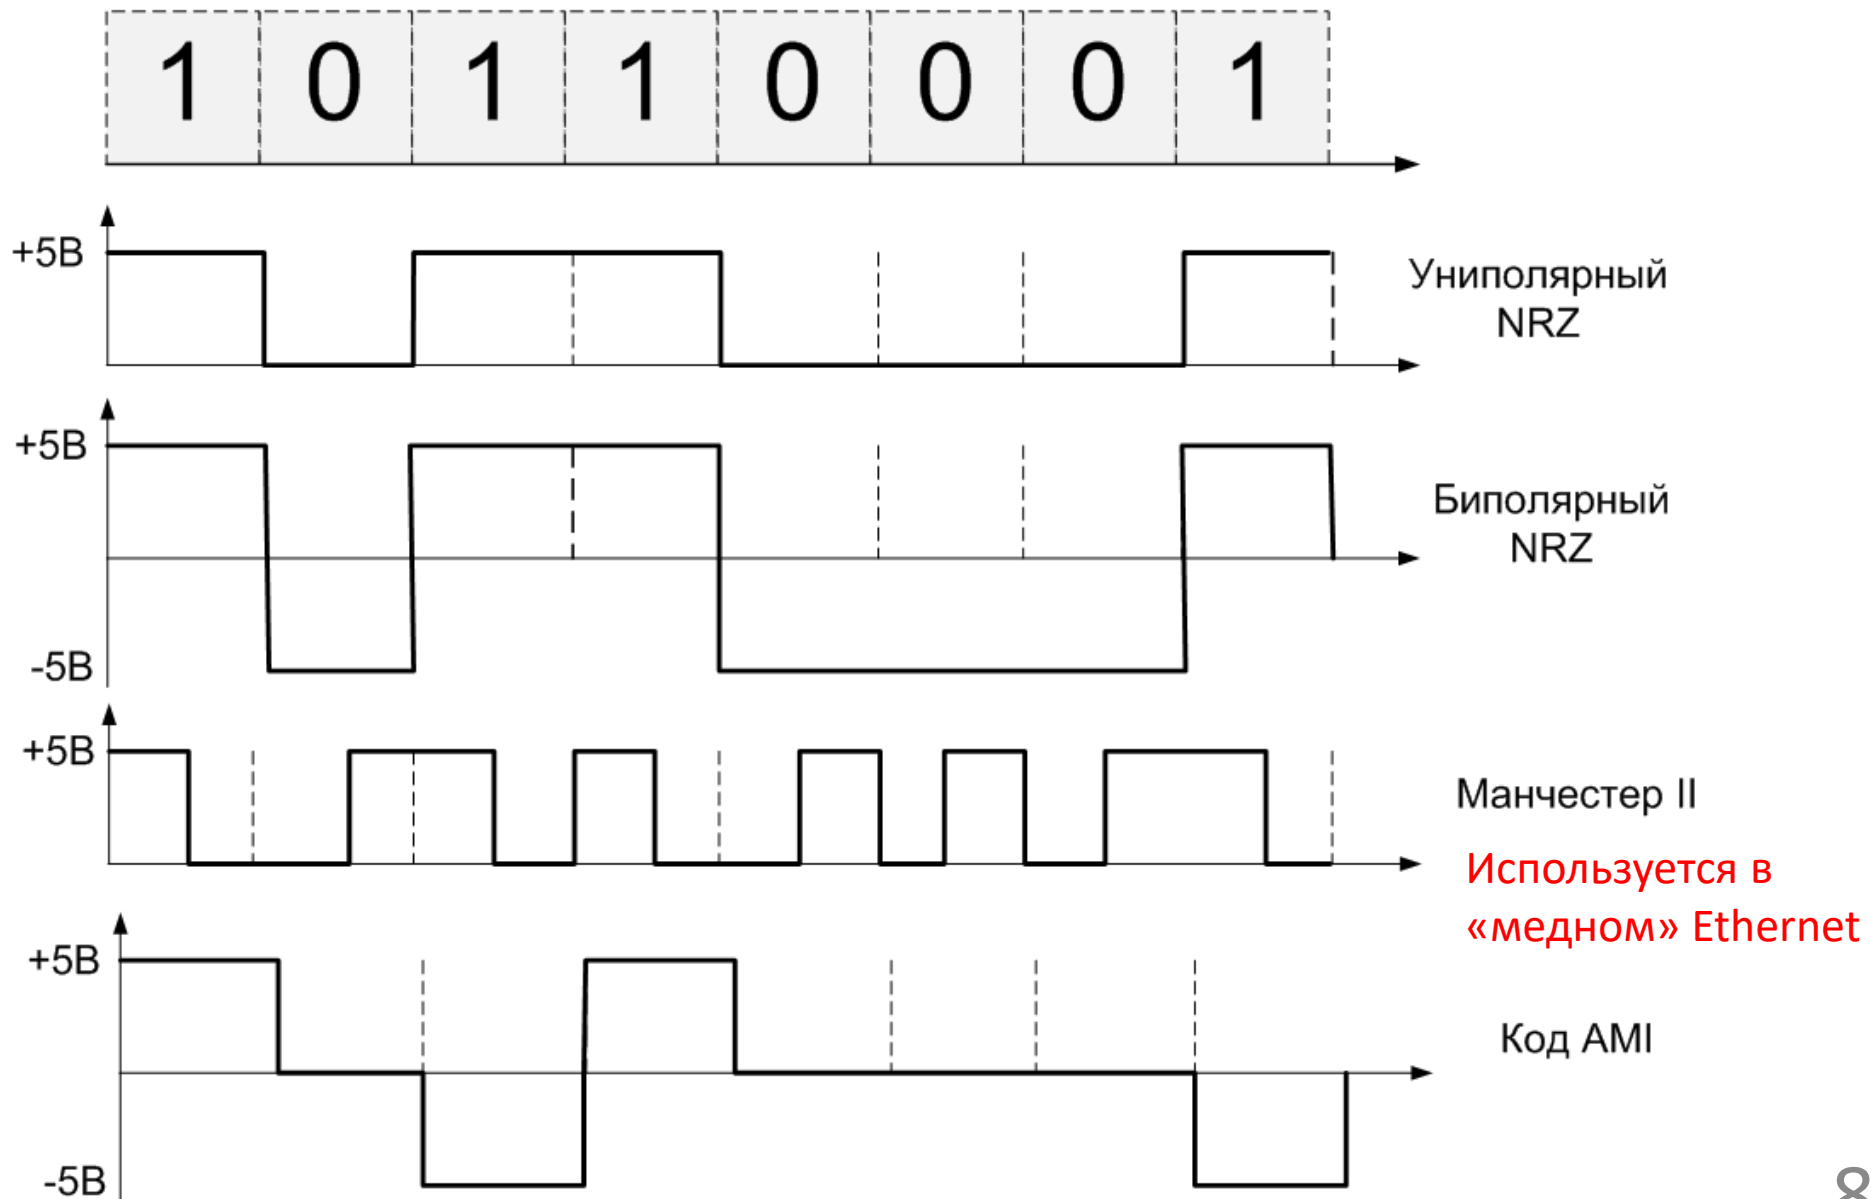 1 0 1 1 0 0 0 1
+5В
Униполярный
NRZ
+5В
Биполярный
NRZ
-5В
+5В
Манчестер II
Используется в
«медном» Ethernet
+5В
Код AMI
-5В
8